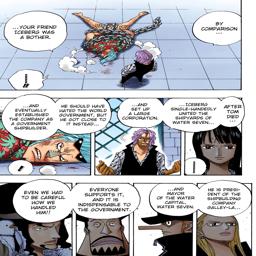 BY
COMPARISON
...
...YOUR FRIEND
ICEBERG WAS
A BOTHER.
AFTER
TOM
DIED
...
...ICEBERG
SINGLE-HANDEDLY
UNITED THE
SHIPYARDS OF
WATER SEVEN...
...AND
SET UP
A LARGE
CORPORATION.
HE SHOULD HAVE
HATED THE WORLD
GOVERNMENT, BUT
HE GOT CLOSE TO
IT INSTEAD...
...AND
EVENTUALLY
ESTABLISHED
THE COMPANY AS
A GOVERNMENT
SHIPBUILDER.
HE IS PRESI-
DENT OF THE
SHIPBUILDING
COMPANY
GALLEY-LA...
...AND
MAYOR
OF THE
WATER
CAPITAL,
WATER
SEVEN.
EVERYONE
SUPPORTS IT,
AND IT IS
INDISPENSABLE TO
THE GOVERNMENT.
EVEN WE HAD
TO BE CAREFUL
HOW WE
HANDLED
HIM!!